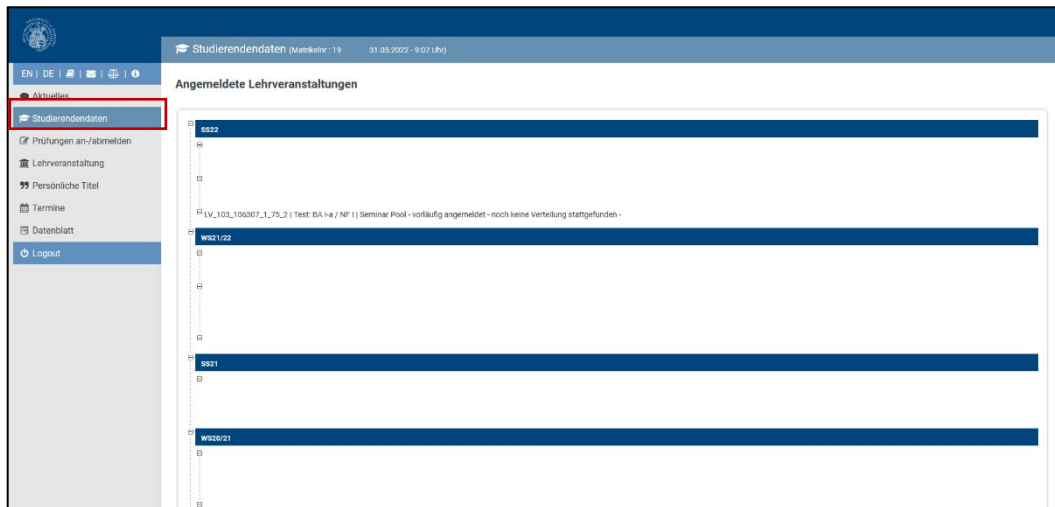 Studierendendaten (Matrikelnr: 19 31.05.2022 - 9:07 Uhr)
EN | DE |
Aktuelles
Studierendendaten
Prüfungen an-/abmelden
Lehrveranstaltung
Persönliche Titel
Termine
Datenblatt
Logout
Angemeldete Lehrveranstaltungen
SS22
LV_103_106307_1_75_2 | Test: BA I-a / NF I | Seminar Pool - vorläufig angemeldet - noch keine Verteilung stattgefunden -
WS21/22
SS21
WS20/21